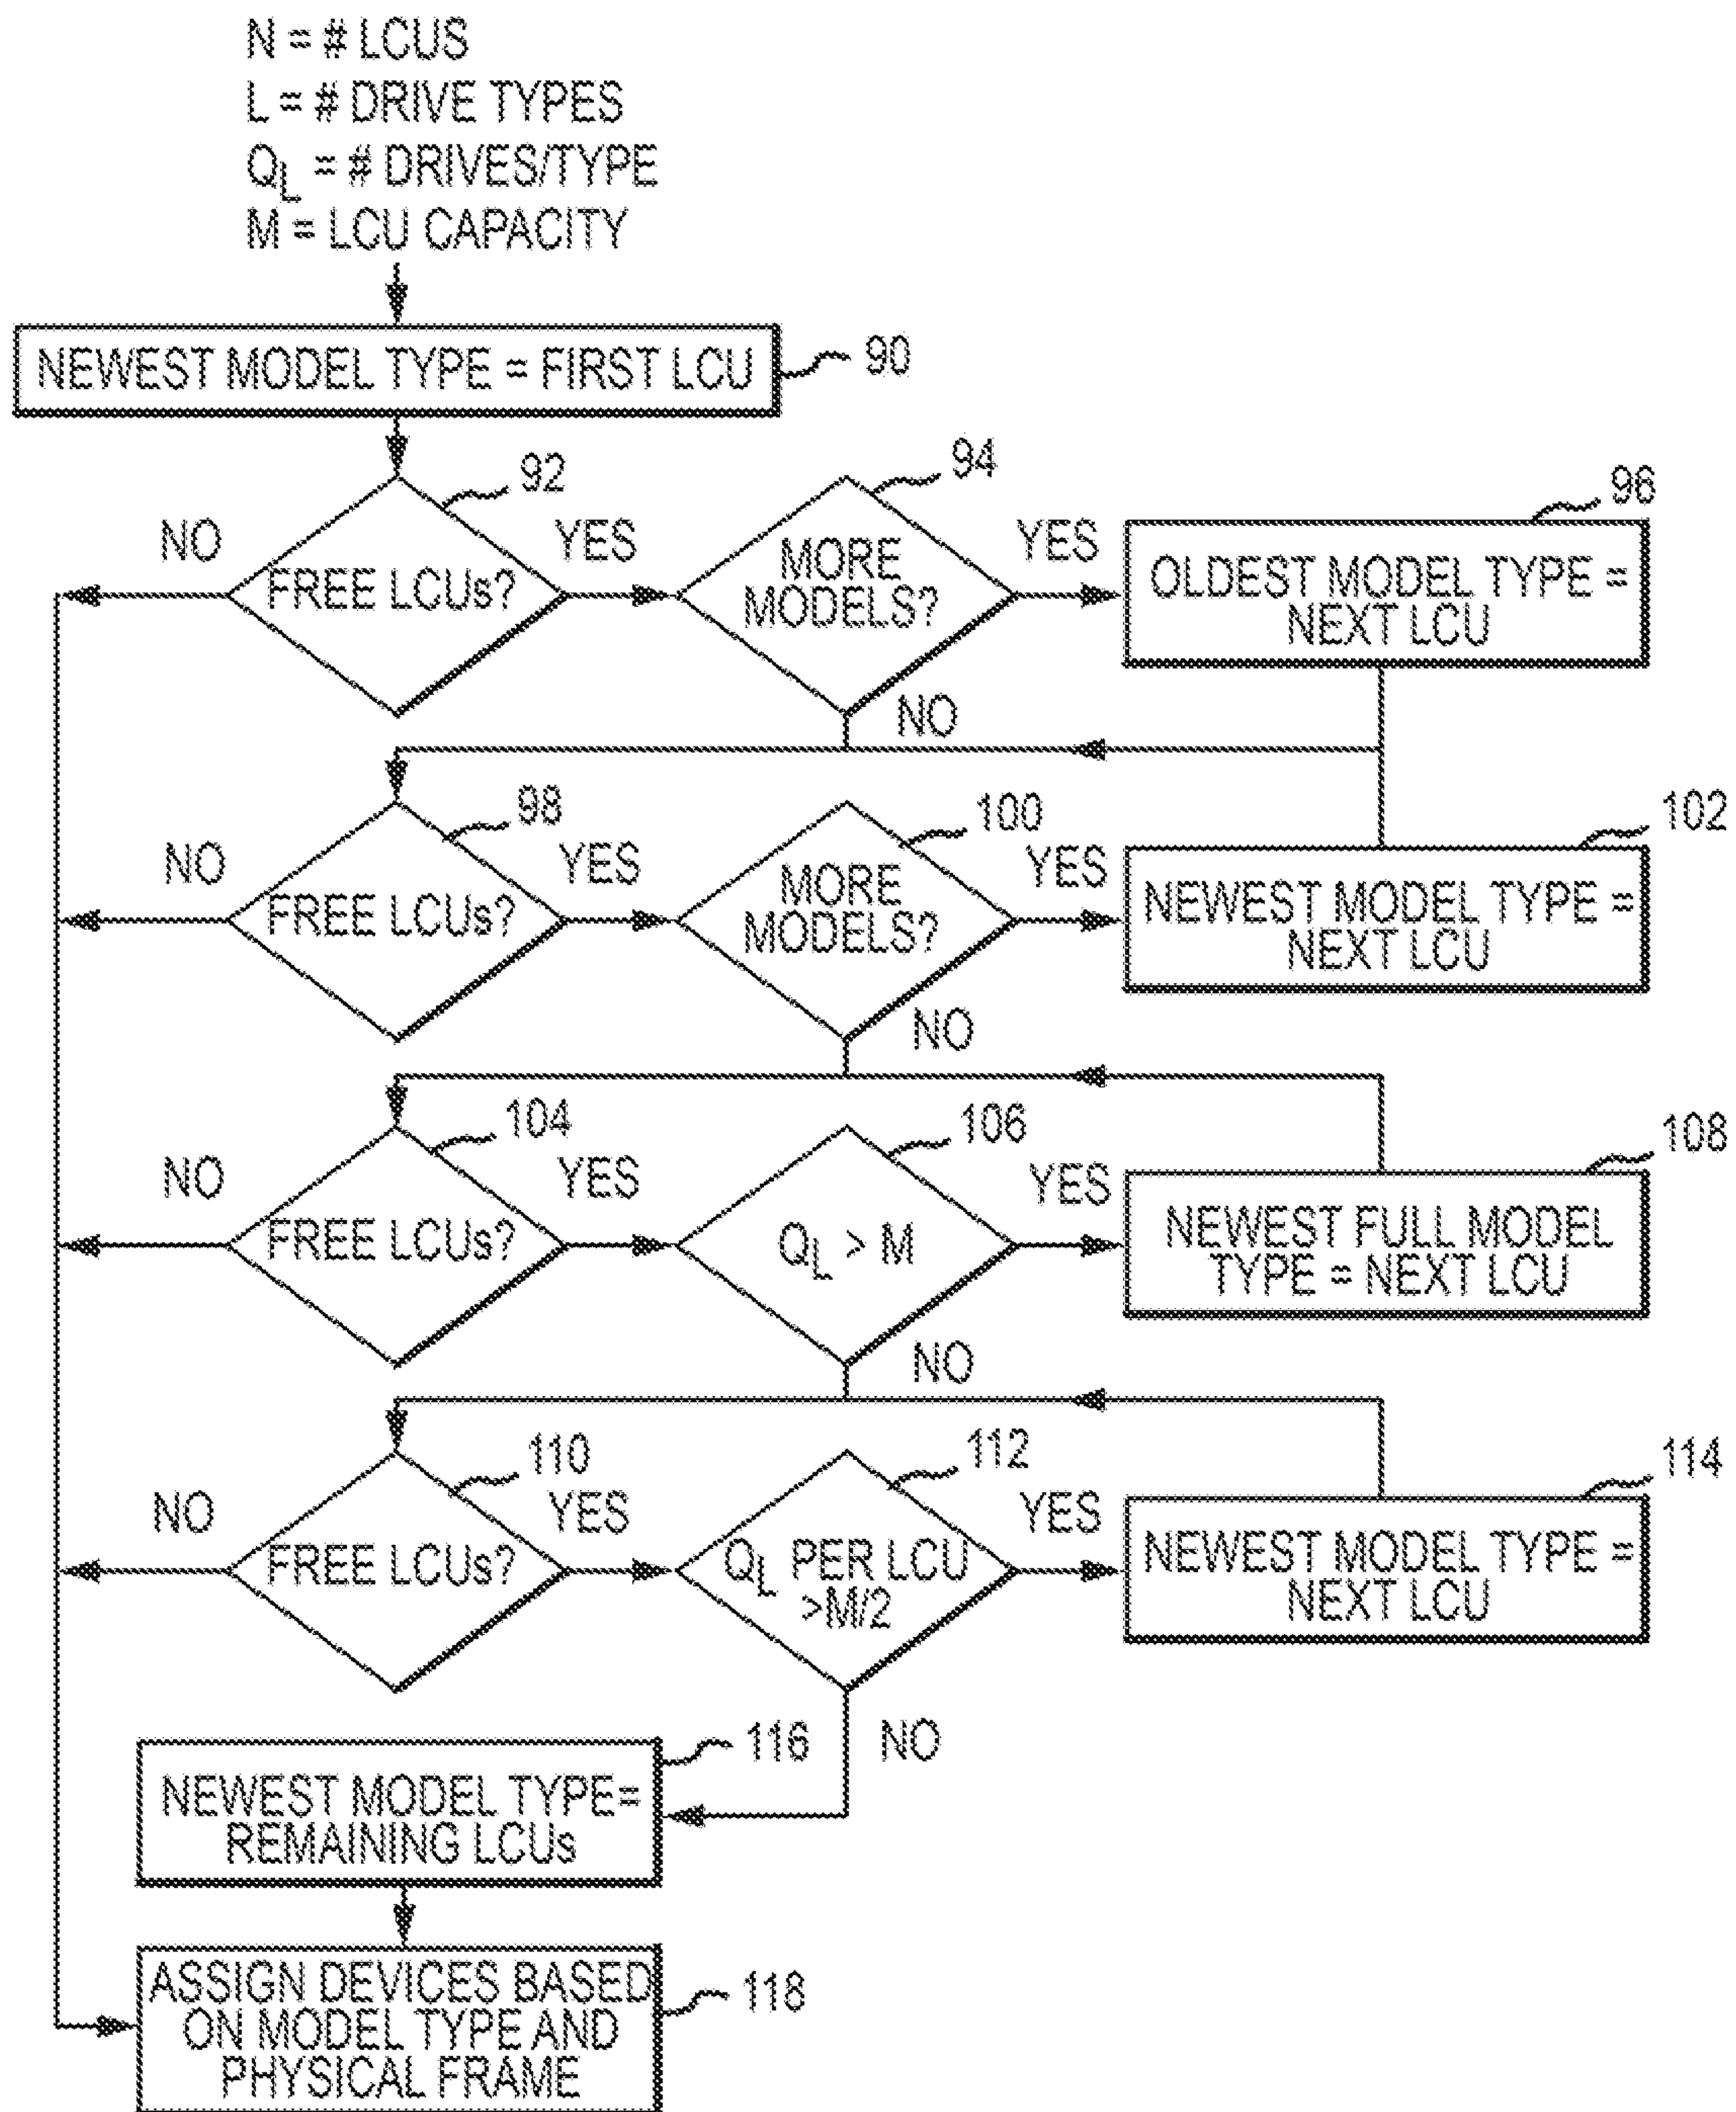 N = # LCUS
L = # DRIVE TYPES
QL = # DRIVES/TYPE
M = LCU CAPACITY
NEWEST MODEL TYPE = FIRST LCU
90
92
94
96
NO
FREE LCUs?
YES
MORE
MODELS?
YES
OLDEST MODEL TYPE =
NEXT LCU
NO
98
100
102
NO
FREE LCUs?
YES
MORE
MODELS?
YES
NEWEST MODEL TYPE =
NEXT LCU
NO
104
106
108
NO
FREE LCUs?
YES
QL > M
YES
NEWEST FULL MODEL
TYPE = NEXT LCU
NO
110
112
114
NO
FREE LCUs?
YES
QL PER LCU
>M/2
YES
NEWEST MODEL TYPE =
NEXT LCU
NO
116
NEWEST MODEL TYPE=
REMAINING LCUs
ASSIGN DEVICES BASED
ON MODEL TYPE AND
PHYSICAL FRAME
118